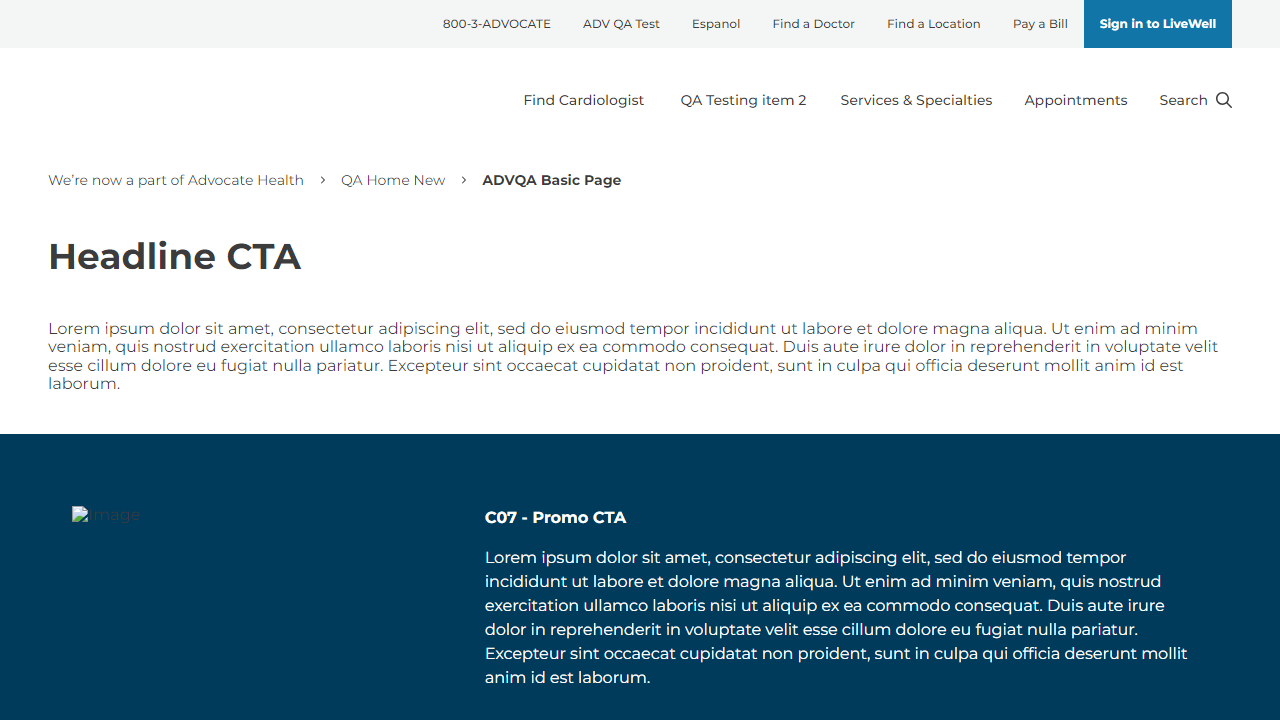 800-3-ADVOCATE ADV QA Test Espanol Find a Doctor Find a Location Pay a Bill Sign in to LiveWell
Find Cardiologist QA Testing item 2 Services & Specialties Appointments Search
We’re now a part of Advocate Health QA Home New ADVQA Basic Page
Headline CTA
Lorem ipsum dolor sit amet, consectetur adipiscing elit, sed do eiusmod tempor incididunt ut labore et dolore magna aliqua. Ut enim ad minim
veniam, quis nostrud exercitation ullamco laboris nisi ut aliquip ex ea commodo consequat. Duis aute irure dolor in reprehenderit in voluptate velit
esse cillum dolore eu fugiat nulla pariatur. Excepteur sint occaecat cupidatat non proident, sunt in culpa qui officia deserunt mollit anim id est
laborum.
Image
C07 - Promo CTA
Lorem ipsum dolor sit amet, consectetur adipiscing elit, sed do eiusmod tempor
incididunt ut labore et dolore magna aliqua. Ut enim ad minim veniam, quis nostrud
exercitation ullamco laboris nisi ut aliquip ex ea commodo consequat. Duis aute irure
dolor in reprehenderit in voluptate velit esse cillum dolore eu fugiat nulla pariatur.
Excepteur sint occaecat cupidatat non proident, sunt in culpa qui officia deserunt mollit
anim id est laborum.